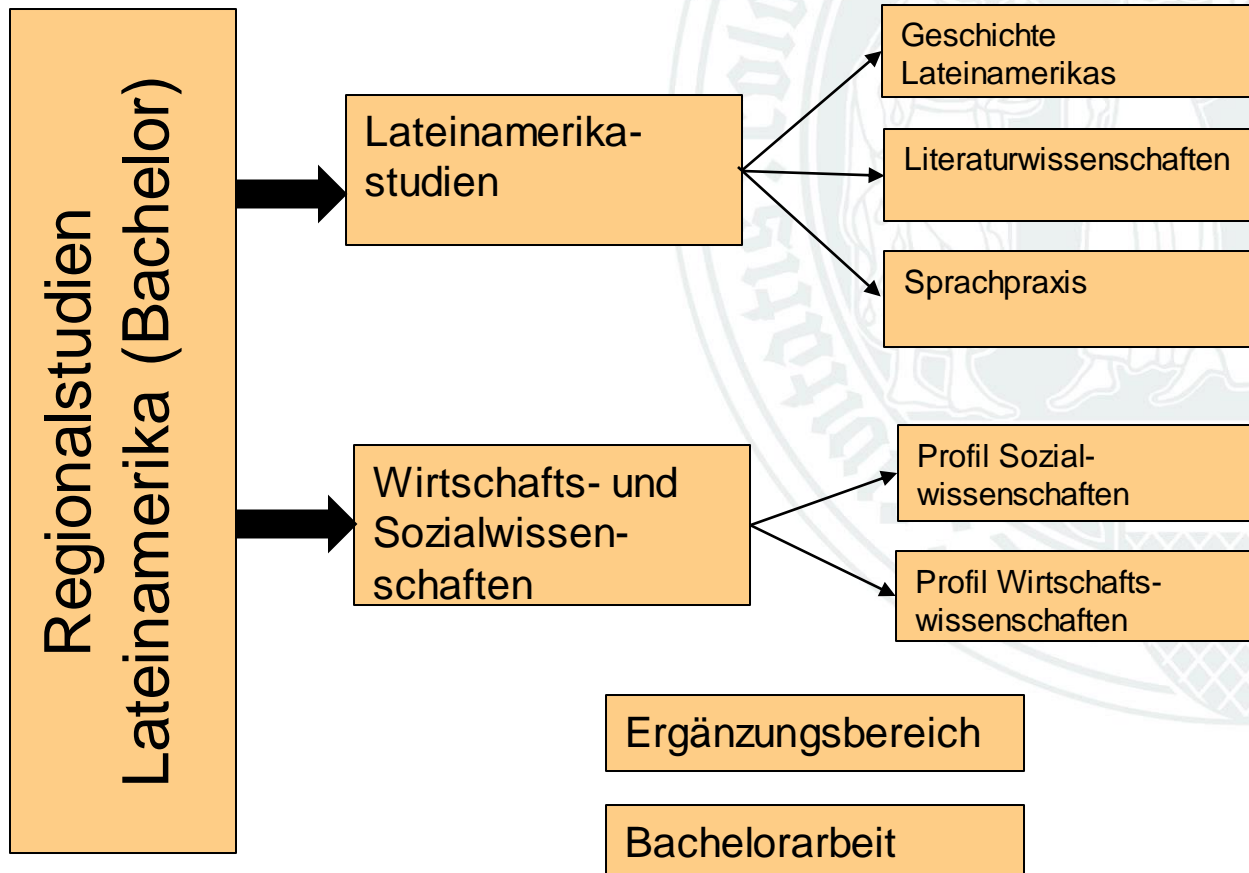 Regionalstudien
Lateinamerika (Bachelor)
Lateinamerika-
studien
Geschichte
Lateinamerikas
Literaturwissenschaften
Sprachpraxis
Wirtschafts- und
Sozialwissen-
schaften
Profil Sozial-
wissenschaften
Profil Wirtschafts-
wissenschaften
Ergänzungsbereich
Bachelorarbeit